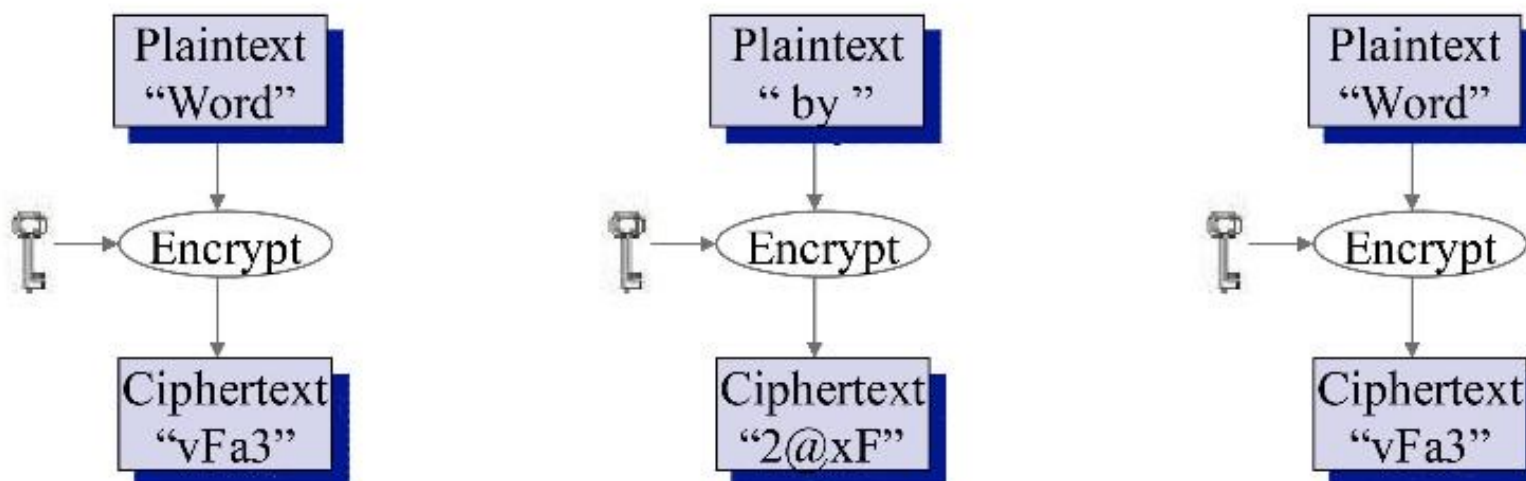 Plaintext
“Word”
Encrypt
Ciphertext
“vFa3”
Plaintext
“ by ”
Encrypt
Ciphertext
“2@xF”
Plaintext
“Word”
Encrypt
Ciphertext
“vFa3”